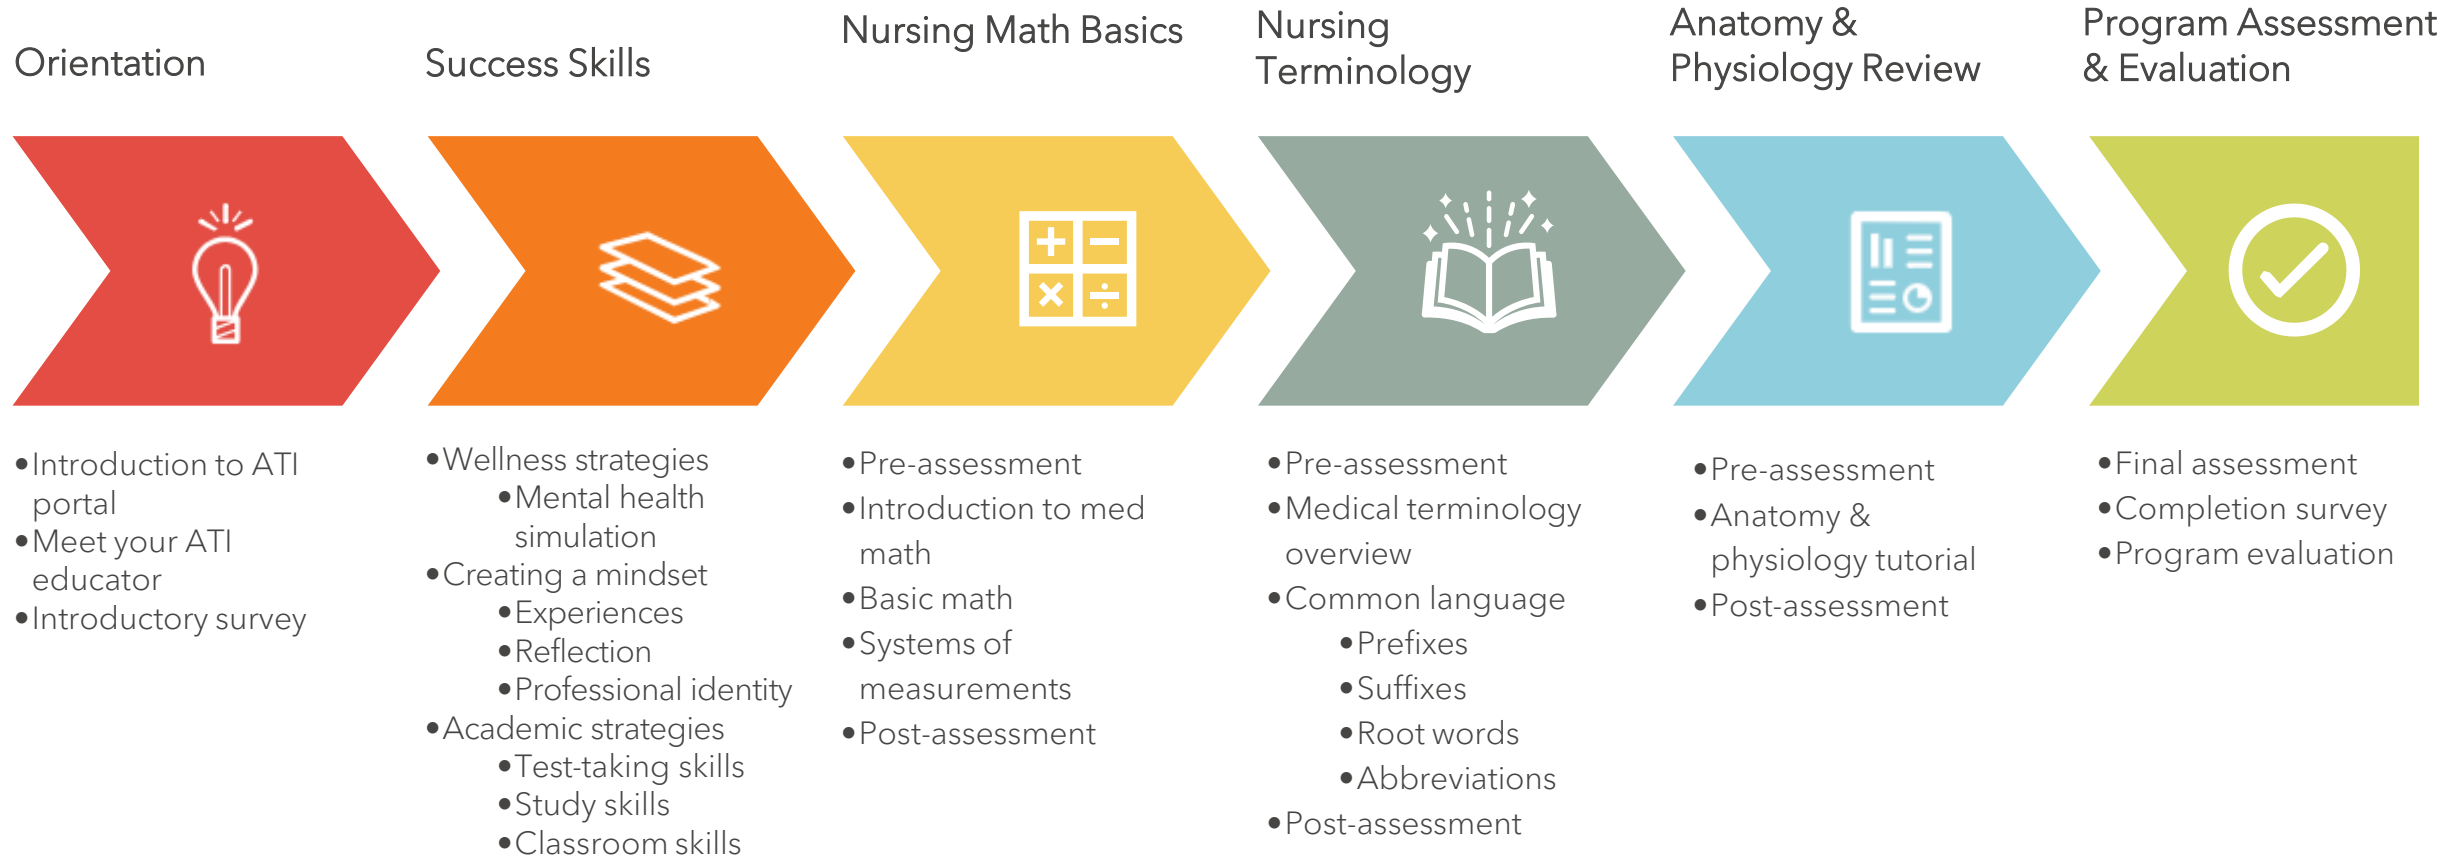 Orientation
•Introduction to ATI
portal
•Meet your ATI
educator
•Introductory survey
Success Skills
•Wellness strategies
•Mental health
simulation
•Creating a mindset
•Experiences
•Reflection
•Professional identity
•Academic strategies
•Test-taking skills
•Study skills
•Classroom skills
Nursing Math Basics
•Pre-assessment
•Introduction to med
math
•Basic math
•Systems of
measurements
•Post-assessment
Nursing
Terminology
•Pre-assessment
•Medical terminology
overview
•Common language
•Prefixes
•Suffixes
•Root words
•Abbreviations
•Post-assessment
Anatomy &
Physiology Review
•Pre-assessment
•Anatomy &
physiology tutorial
•Post-assessment
Program Assessment
& Evaluation
•Final assessment
•Completion survey
•Program evaluation